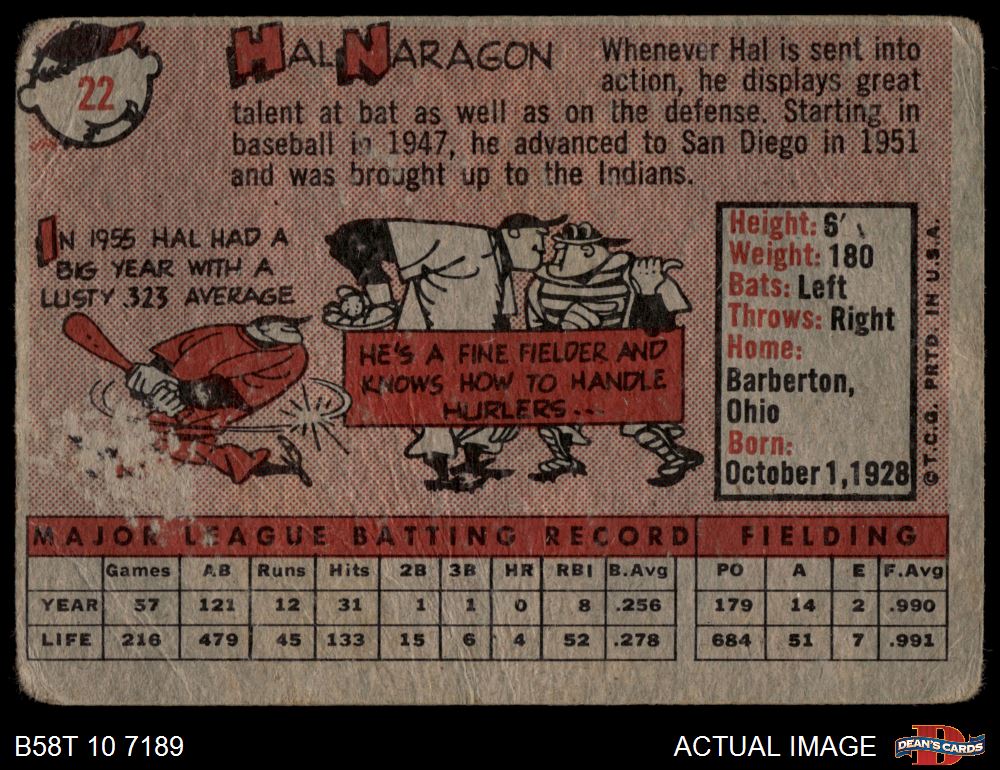 22
HAL NARAGON
Whenever Hal is sent into
action, he displays great
talent at bat as well as on the defense. Starting in
baseball in 1947, he advanced to San Diego in 1951
and was brought up to the Indians.
IN 1955 HAL HAD A
BIG YEAR WITH A
LUSTY .323 AVERAGE
HE'S A FINE FIELDER AND
KNOWS HOW TO HANDLE
HURLERS...
Height: 6'
Weight: 180
Bats: Left
Throws: Right
Home:
Barberton,
Ohio
Born:
October 1, 1928
© T.C.G. PRTD. IN U.S.A.
MAJOR LEAGUE BATTING RECORD FIELDING
Games AB Runs Hits 2B 3B HR RBI B.Avg PO A E F.Avg
YEAR 57 121 12 31 1 1 0 8 .256 179 14 2 .990
LIFE 216 479 45 133 15 6 4 52 .278 684 51 7 .991
B58T 10 7189
ACTUAL IMAGE
D
DEAN'S CARDS